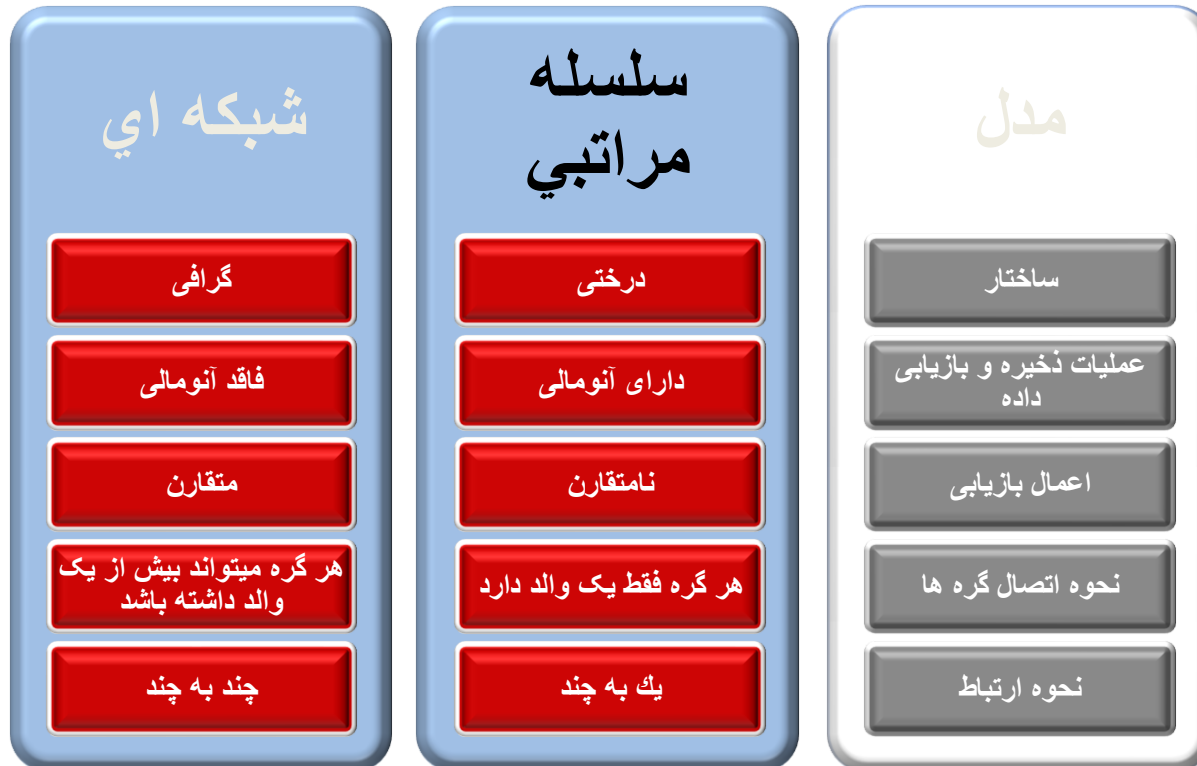 مدل
سلسله
مراتبي
شبكه اي
ساختار
درختی
گرافی
عملیات ذخیره و بازیابی
داده
دارای آنومالی
فاقد آنومالی
اعمال بازیابی
نامتقارن
متقارن
نحوه اتصال گره ها
هر گره فقط یک والد دارد
هر گره میتواند بیش از یک
والد داشته باشد
نحوه ارتباط
يك به چند
چند به چند